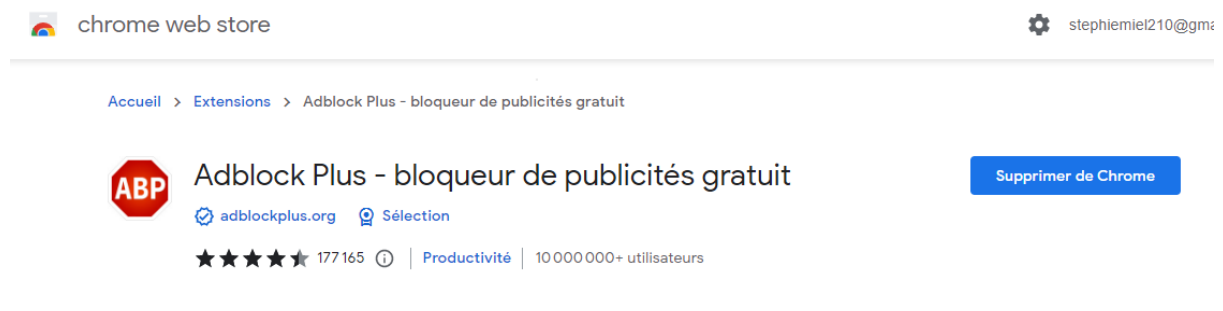 chrome web store
stephiemiel210@gma
Accueil > Extensions > Adblock Plus - bloqueur de publicités gratuit
ABP
Adblock Plus - bloqueur de publicités gratuit
Supprimer de Chrome
adblockplus.org Sélection
177 165 Productivité 10 000 000+ utilisateurs